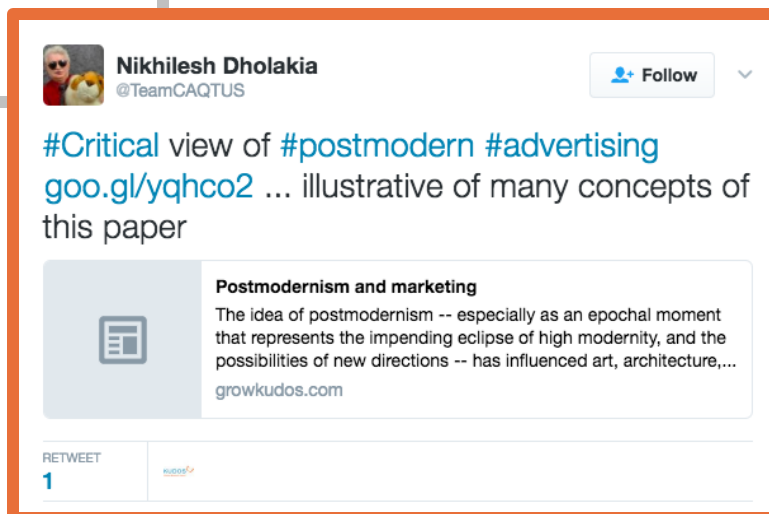 Nikhilesh Dholakia
@TeamCAQTUS
Follow
#Critical view of #postmodern #advertising
goo.gl/yqhco2 ... illustrative of many concepts of
this paper
Postmodernism and marketing
The idea of postmodernism -- especially as an epochal moment
that represents the impending eclipse of high modernity, and the
possibilities of new directions -- has influenced art, architecture,...
growkudos.com
RETWEET
1
KUDOS